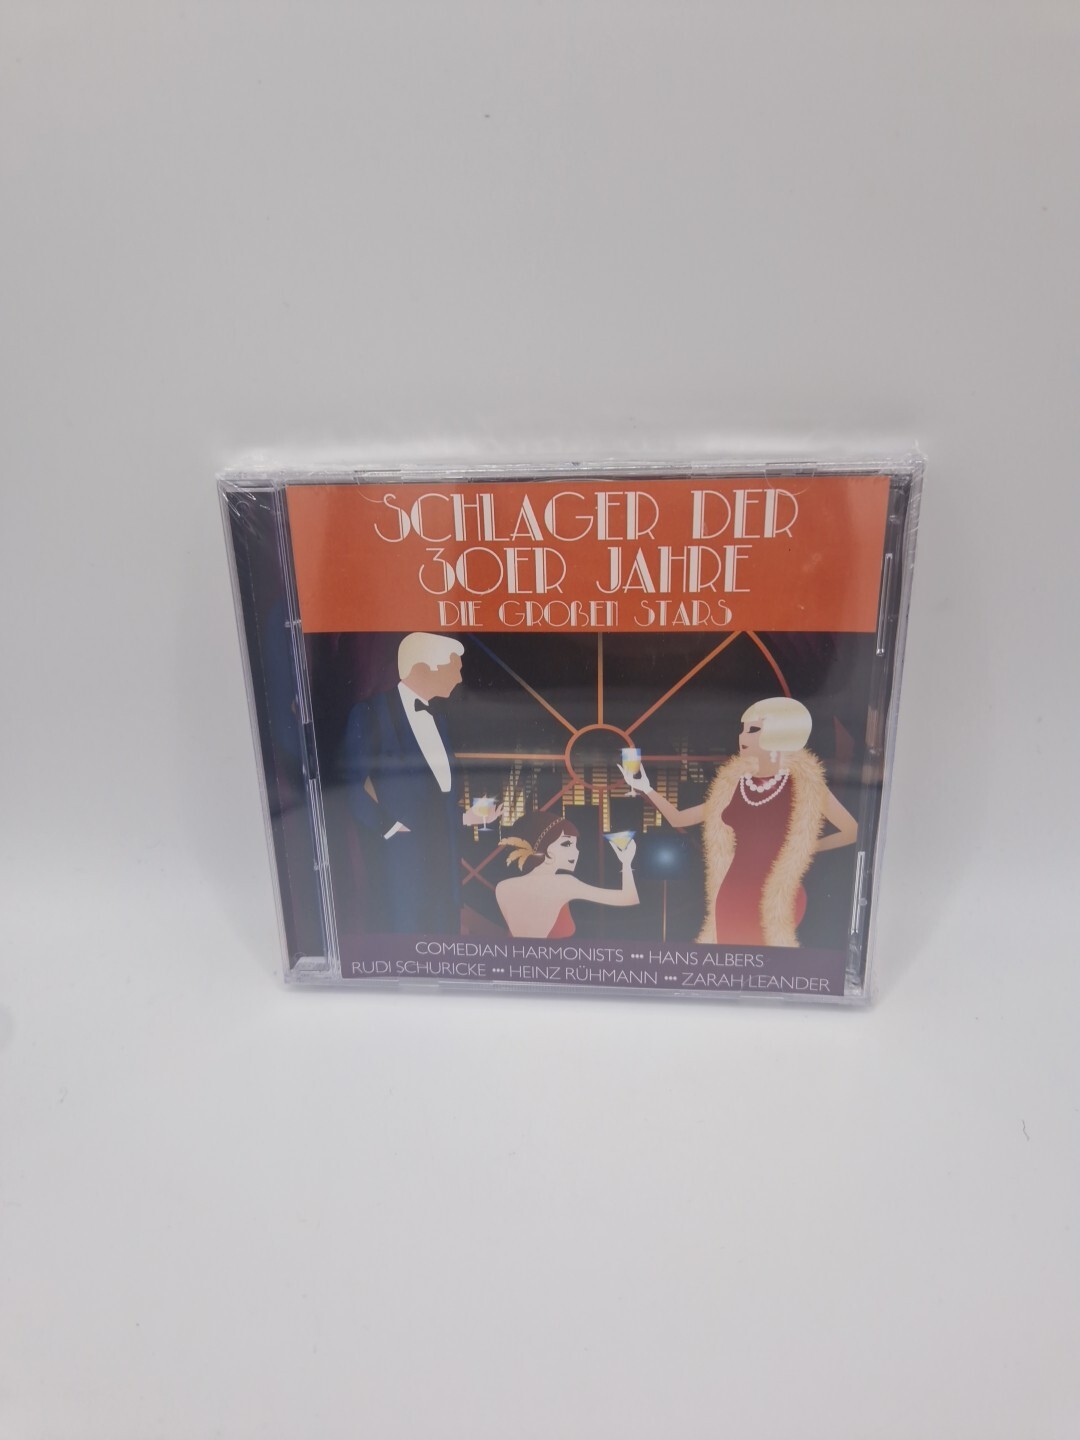 SCHLAGER DER
30ER JAHRE
DIE GROßEN STARS
COMEDIAN HARMONISTS ••• HANS ALBERS
RUDI SCHURICKE ••• HEINZ RÜHMANN ••• ZARAH LEANDER